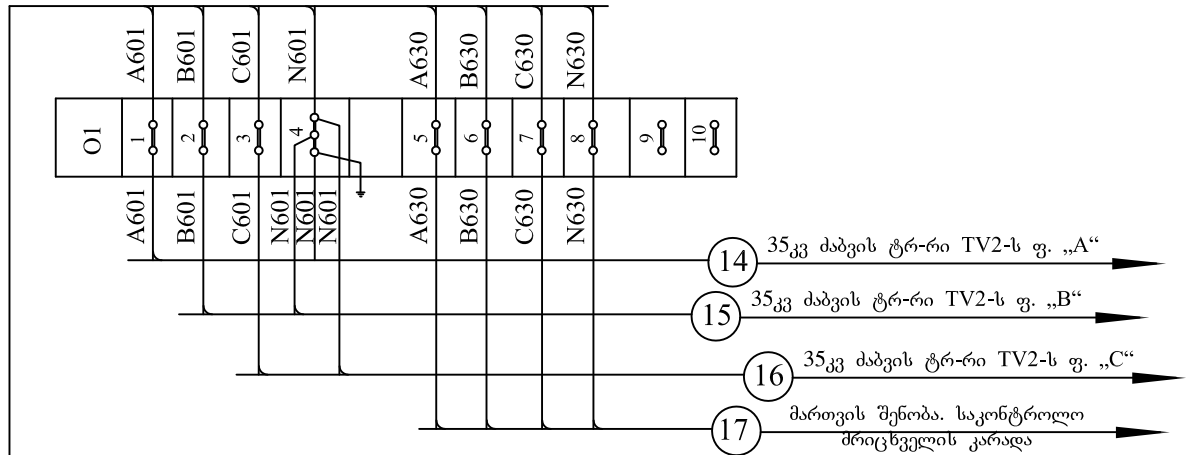 A601 B601 C601 N601 A630 B630 C630 N630
O1 1 2 3 4 5 6 7 8 9 10
A601 B601 C601 N601 N601 N601 A630 B630 C630 N630
14 35კვ ძაბვის ტრ-რი TV2-ს ფ. „A“
15 35კვ ძაბვის ტრ-რი TV2-ს ფ. „B“
16 35კვ ძაბვის ტრ-რი TV2-ს ფ. „C“
17 მართვის შენობა. საკონტროლო
მრიცხველის კარადა